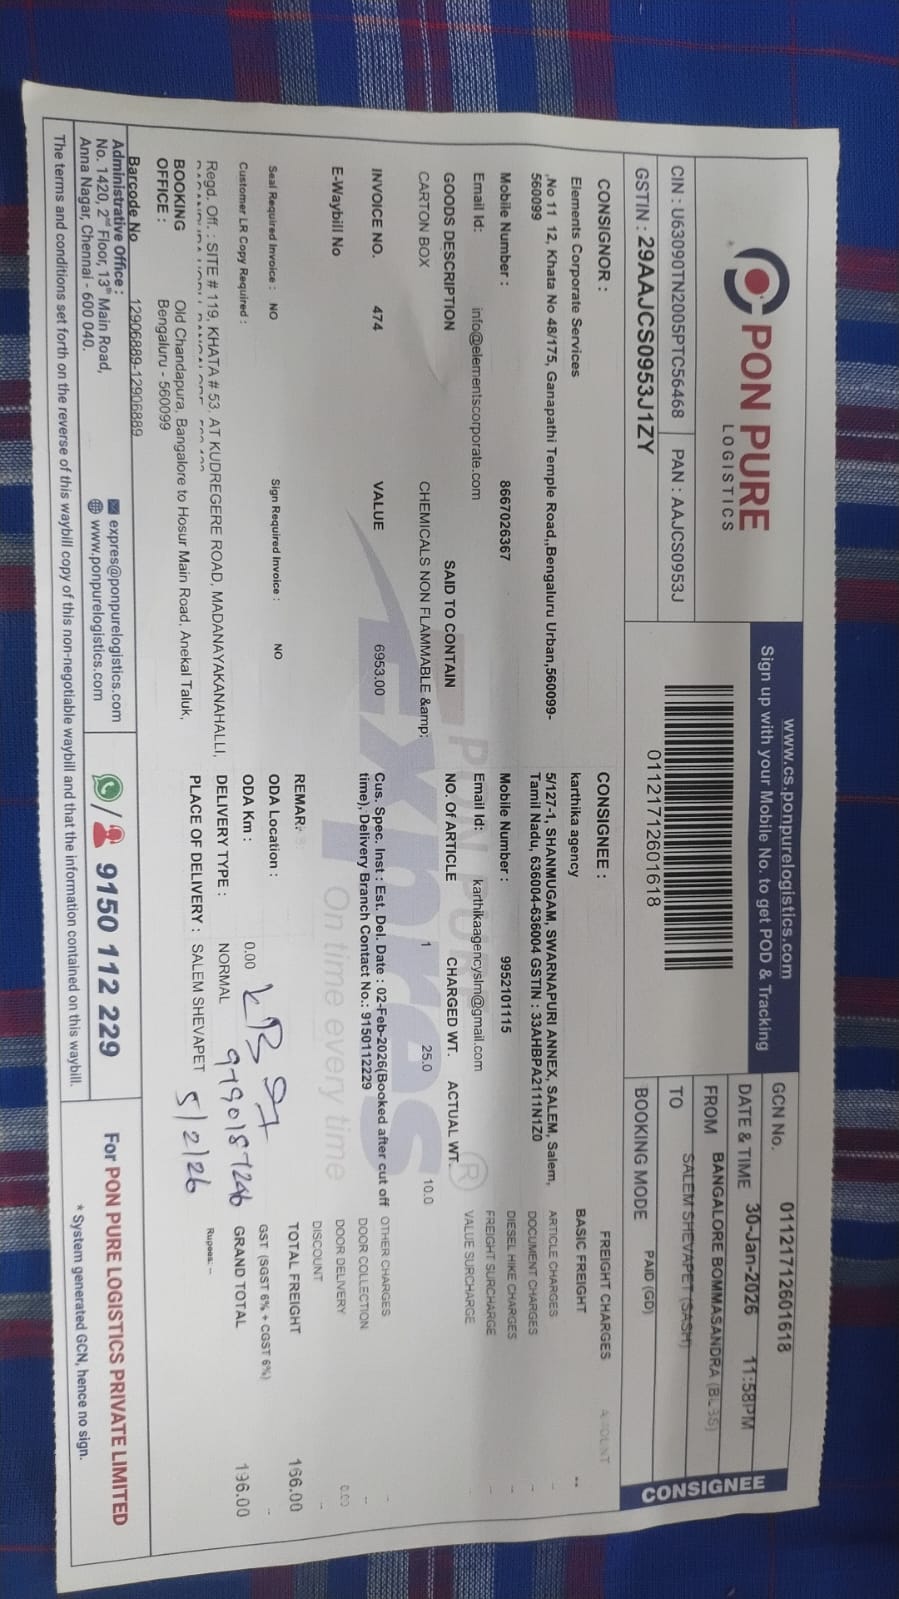 PON PURE
LOGISTICS
CIN : U63090TN2005PTC56468 PAN : AAJCS0953J
GSTIN : 29AAJCS0953J1ZY
www.cs.ponpurelogistics.com
Sign up with your Mobile No. to get POD & Tracking
01121712601618
GCN No. 01121712601618
DATE & TIME 30-Jan-2026 11:58PM
FROM BANGALORE BOMMASANDRA (BLBS)
TO SALEM SHEVAPET (SASH)
BOOKING MODE PAID (GD)
CONSIGNEE
CONSIGNOR :
Elements Corporate Services
,No 11 12, Khata No 48/175, Ganapathi Temple Road,,Bengaluru Urban,560099-
560099
Mobile Number : 8667026367
Email Id: info@elementscorporate.com
CONSIGNEE :
karthika agency
5/127-1, SHANMUGAM, SWARNAPURI ANNEX, SALEM, Salem,
Tamil Nadu, 636004-636004 GSTIN : 33AHBPA2111N1Z0
Mobile Number : 995210115
Email Id: karthikaagencyslm@gmail.com
GOODS DESCRIPTION SAID TO CONTAIN NO. Of ARTICLE CHARGED WT. ACTUAL WT.
CARTON BOX CHEMICALS NON FLAMMABLE &amp; 1 25.0 10.0
INVOICE NO. 474 VALUE 6953.00
Cus. Spec. Inst : Est. Del. Date : 02-Feb-2026(Booked after cut off
time). Delivery Branch Contact No.: 9150112229
E-Waybill No
PON PURE
Expres ®
On time every time
REMAR
Seal Required Invoice : NO Sign Required Invoice : NO
ODA Location :
Customer LR Copy Required :
ODA Km : 0.00
Regd. Off. : SITE # 119, KHATA # 53, AT KUDREGERE ROAD, MADANAYAKANAHALLI,
DELIVERY TYPE : NORMAL
BOOKING OFFICE : Old Chandapura, Bangalore to Hosur Main Road, Anekal Taluk,
Bengaluru - 560099
PLACE OF DELIVERY : SALEM SHEVAPET
9790187246
5/2/26
FREIGHT CHARGES AMOUNT
BASIC FREIGHT --
ARTICLE CHARGES -
DOCUMENT CHARGES -
DIESEL HIKE CHARGES -
FREIGHT SURCHARGE -
VALUE SURCHARGE -
OTHER CHARGES -
DOOR COLLECTION --
DOOR DELIVERY 0.00
DISCOUNT -
TOTAL FREIGHT 166.00
GST (SGST 6% + CGST 6%) -
GRAND TOTAL 196.00
Rupees: --
Barcode No 12906889-12906889
Administrative Office :
No. 1420, 2nd Floor, 13th Main Road,
Anna Nagar, Chennai - 600 040.
expres@ponpurelogistics.com
www.ponpurelogistics.com
/ 9150 112 229
For PON PURE LOGISTICS PRIVATE LIMITED
* System generated GCN, hence no sign.
The terms and conditions set forth on the reverse of this waybill copy of this non-negotiable waybill and that the information contained on this waybill.